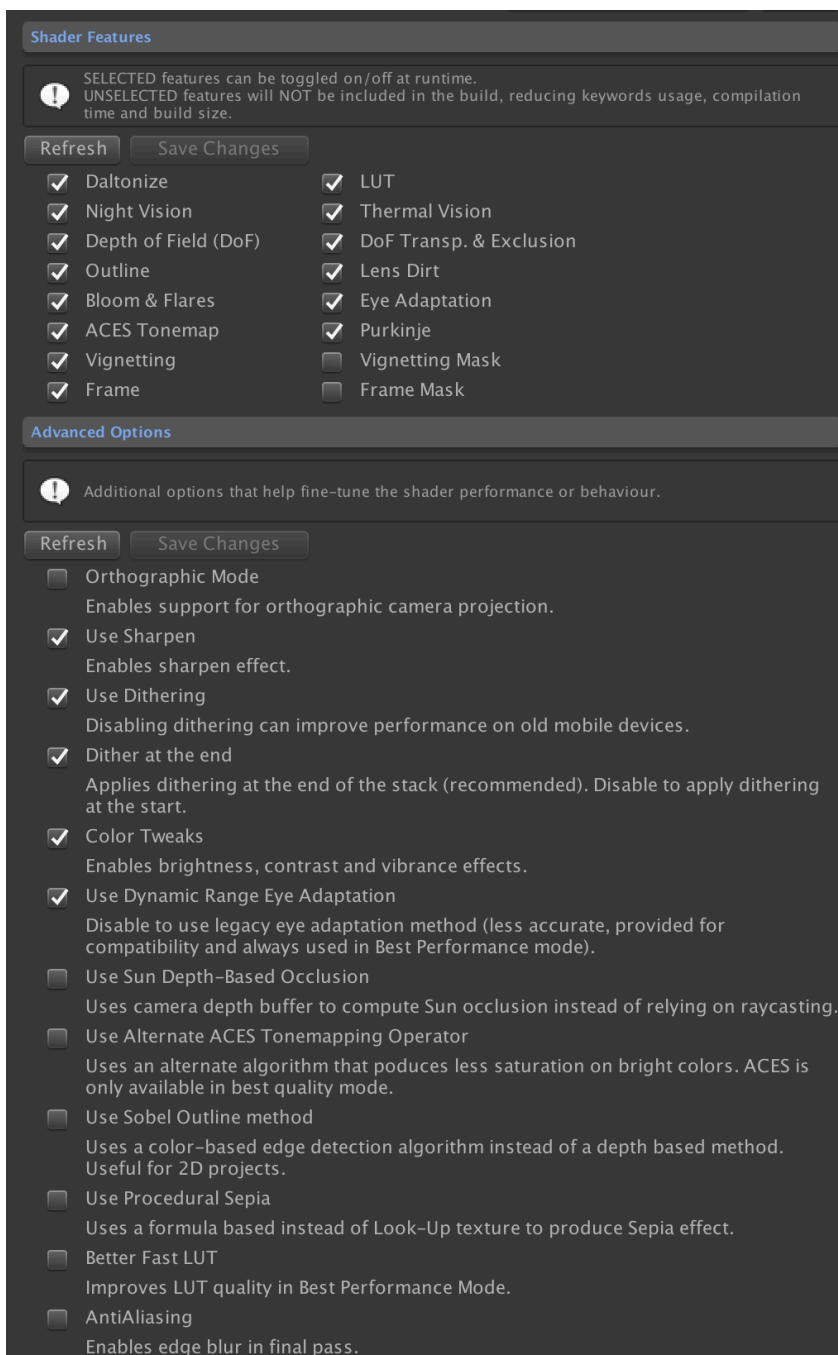 Shader Features
SELECTED features can be toggled on/off at runtime.
UNSELECTED features will NOT be included in the build, reducing keywords usage, compilation
time and build size.
Refresh Save Changes
Daltonize LUT
Night Vision Thermal Vision
Depth of Field (DoF) DoF Transp. & Exclusion
Outline Lens Dirt
Bloom & Flares Eye Adaptation
ACES Tonemap Purkinje
Vignetting Vignetting Mask
Frame Frame Mask
Advanced Options
Additional options that help fine-tune the shader performance or behaviour.
Refresh Save Changes
Orthographic Mode
Enables support for orthographic camera projection.
Use Sharpen
Enables sharpen effect.
Use Dithering
Disabling dithering can improve performance on old mobile devices.
Dither at the end
Applies dithering at the end of the stack (recommended). Disable to apply dithering
at the start.
Color Tweaks
Enables brightness, contrast and vibrance effects.
Use Dynamic Range Eye Adaptation
Disable to use legacy eye adaptation method (less accurate, provided for
compatibility and always used in Best Performance mode).
Use Sun Depth-Based Occlusion
Uses camera depth buffer to compute Sun occlusion instead of relying on raycasting.
Use Alternate ACES Tonemapping Operator
Uses an alternate algorithm that poduces less saturation on bright colors. ACES is
only available in best quality mode.
Use Sobel Outline method
Uses a color-based edge detection algorithm instead of a depth based method.
Useful for 2D projects.
Use Procedural Sepia
Uses a formula based instead of Look-Up texture to produce Sepia effect.
Better Fast LUT
Improves LUT quality in Best Performance Mode.
AntiAliasing
Enables edge blur in final pass.